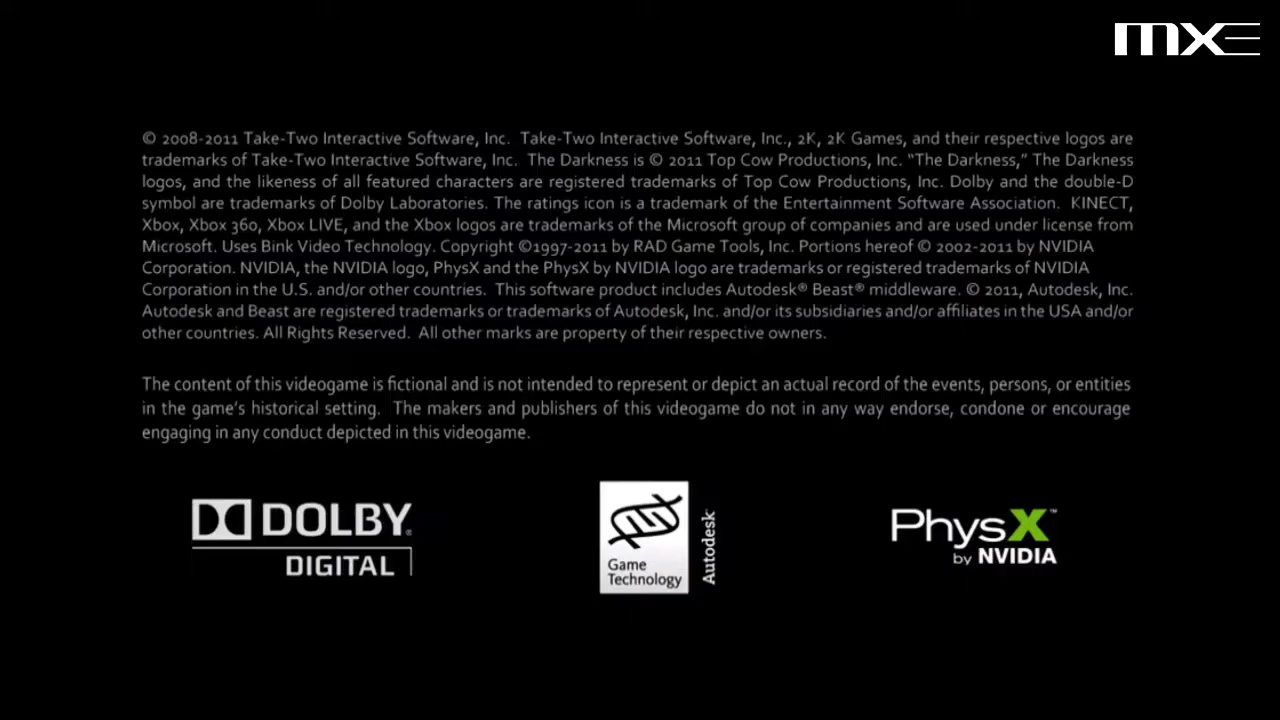 MXE
© 2008-2011 Take-Two Interactive Software, Inc.  Take-Two Interactive Software, Inc., 2K, 2K Games, and their respective logos are
trademarks of Take-Two Interactive Software, Inc.  The Darkness is © 2011 Top Cow Productions, Inc. “The Darkness,” The Darkness
logos, and the likeness of all featured characters are registered trademarks of Top Cow Productions, Inc. Dolby and the double-D
symbol are trademarks of Dolby Laboratories. The ratings icon is a trademark of the Entertainment Software Association.  KINECT,
Xbox, Xbox 360, Xbox LIVE, and the Xbox logos are trademarks of the Microsoft group of companies and are used under license from
Microsoft. Uses Bink Video Technology. Copyright ©1997-2011 by RAD Game Tools, Inc. Portions hereof © 2002-2011 by NVIDIA
Corporation. NVIDIA, the NVIDIA logo, PhysX and the PhysX by NVIDIA logo are trademarks or registered trademarks of NVIDIA
Corporation in the U.S. and/or other countries.  This software product includes Autodesk® Beast® middleware. © 2011, Autodesk, Inc.
Autodesk and Beast are registered trademarks or trademarks of Autodesk, Inc. and/or its subsidiaries and/or affiliates in the USA and/or
other countries. All Rights Reserved.  All other marks are property of their respective owners.
The content of this videogame is fictional and is not intended to represent or depict an actual record of the events, persons, or entities
in the game’s historical setting.  The makers and publishers of this videogame do not in any way endorse, condone or encourage
engaging in any conduct depicted in this videogame.
DOLBY®
DIGITAL
Game
Technology
Autodesk
PhysX™
by NVIDIA